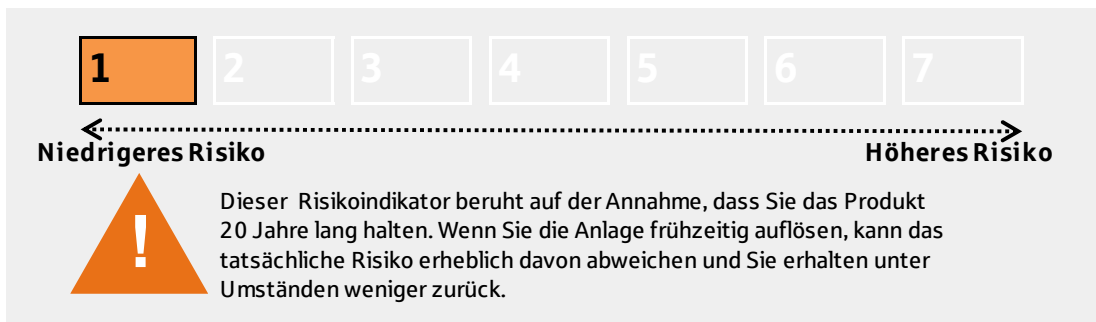 1 2 3 4 5 6 7
Niedrigeres Risiko Höheres Risiko
!
Dieser Risikoindikator beruht auf der Annahme, dass Sie das Produkt
20 Jahre lang halten. Wenn Sie die Anlage frühzeitig auflösen, kann das
tatsächliche Risiko erheblich davon abweichen und Sie erhalten unter
Umständen weniger zurück.